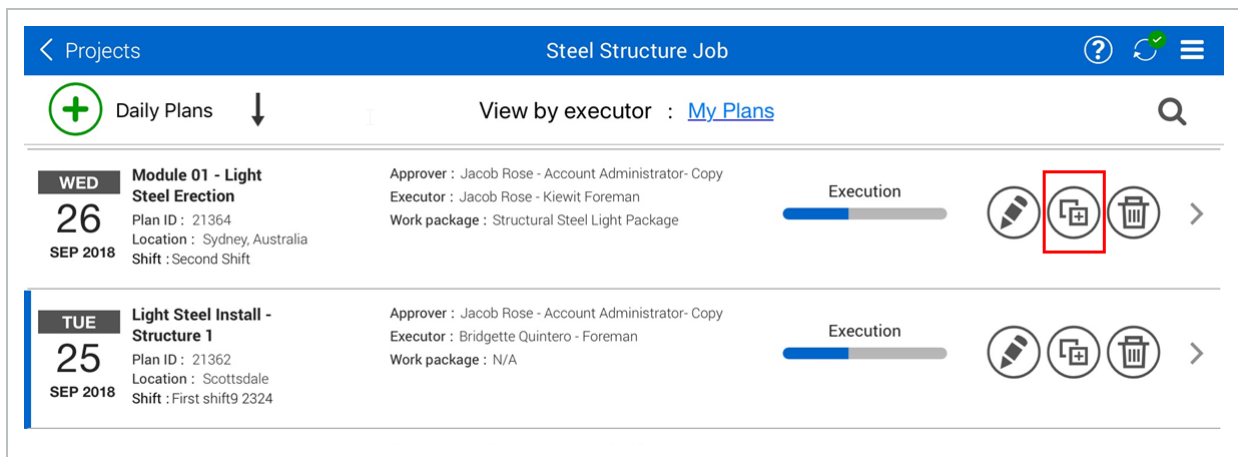 Projects
Steel Structure Job
Daily Plans
View by executor : My Plans
WED
26
SEP 2018
Module 01 - Light
Steel Erection
Plan ID : 21364
Location : Sydney, Australia
Shift : Second Shift
Approver : Jacob Rose - Account Administrator- Copy
Executor : Jacob Rose - Kiewit Foreman
Work package : Structural Steel Light Package
Execution
TUE
25
SEP 2018
Light Steel Install -
Structure 1
Plan ID : 21362
Location : Scottsdale
Shift : First shift9 2324
Approver : Jacob Rose - Account Administrator- Copy
Executor : Bridgette Quintero - Foreman
Work package : N/A
Execution